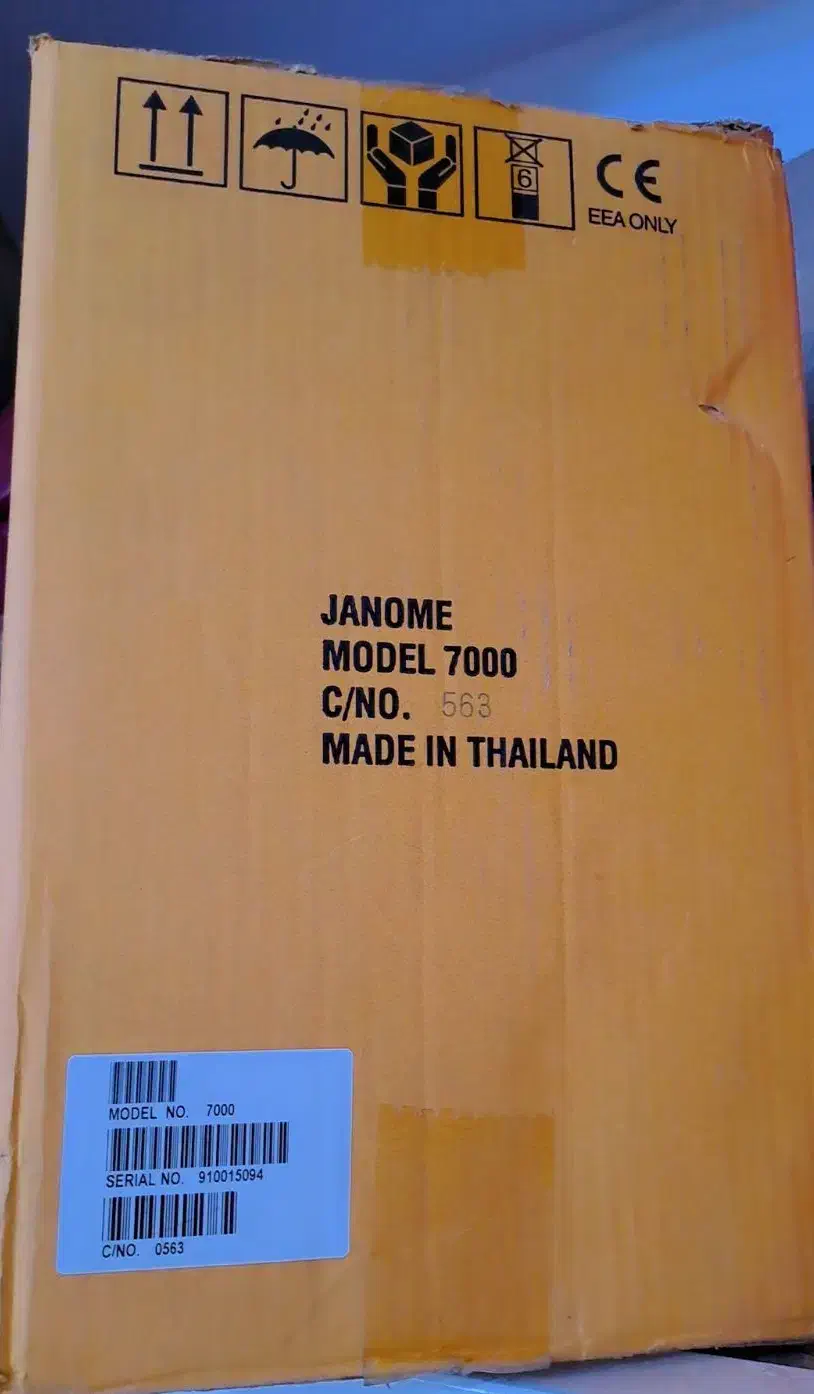 6
CE
EEA ONLY
JANOME
MODEL 7000
C/NO. 563
MADE IN THAILAND
MODEL NO. 7000
SERIAL NO. 910015094
C/NO. 0563